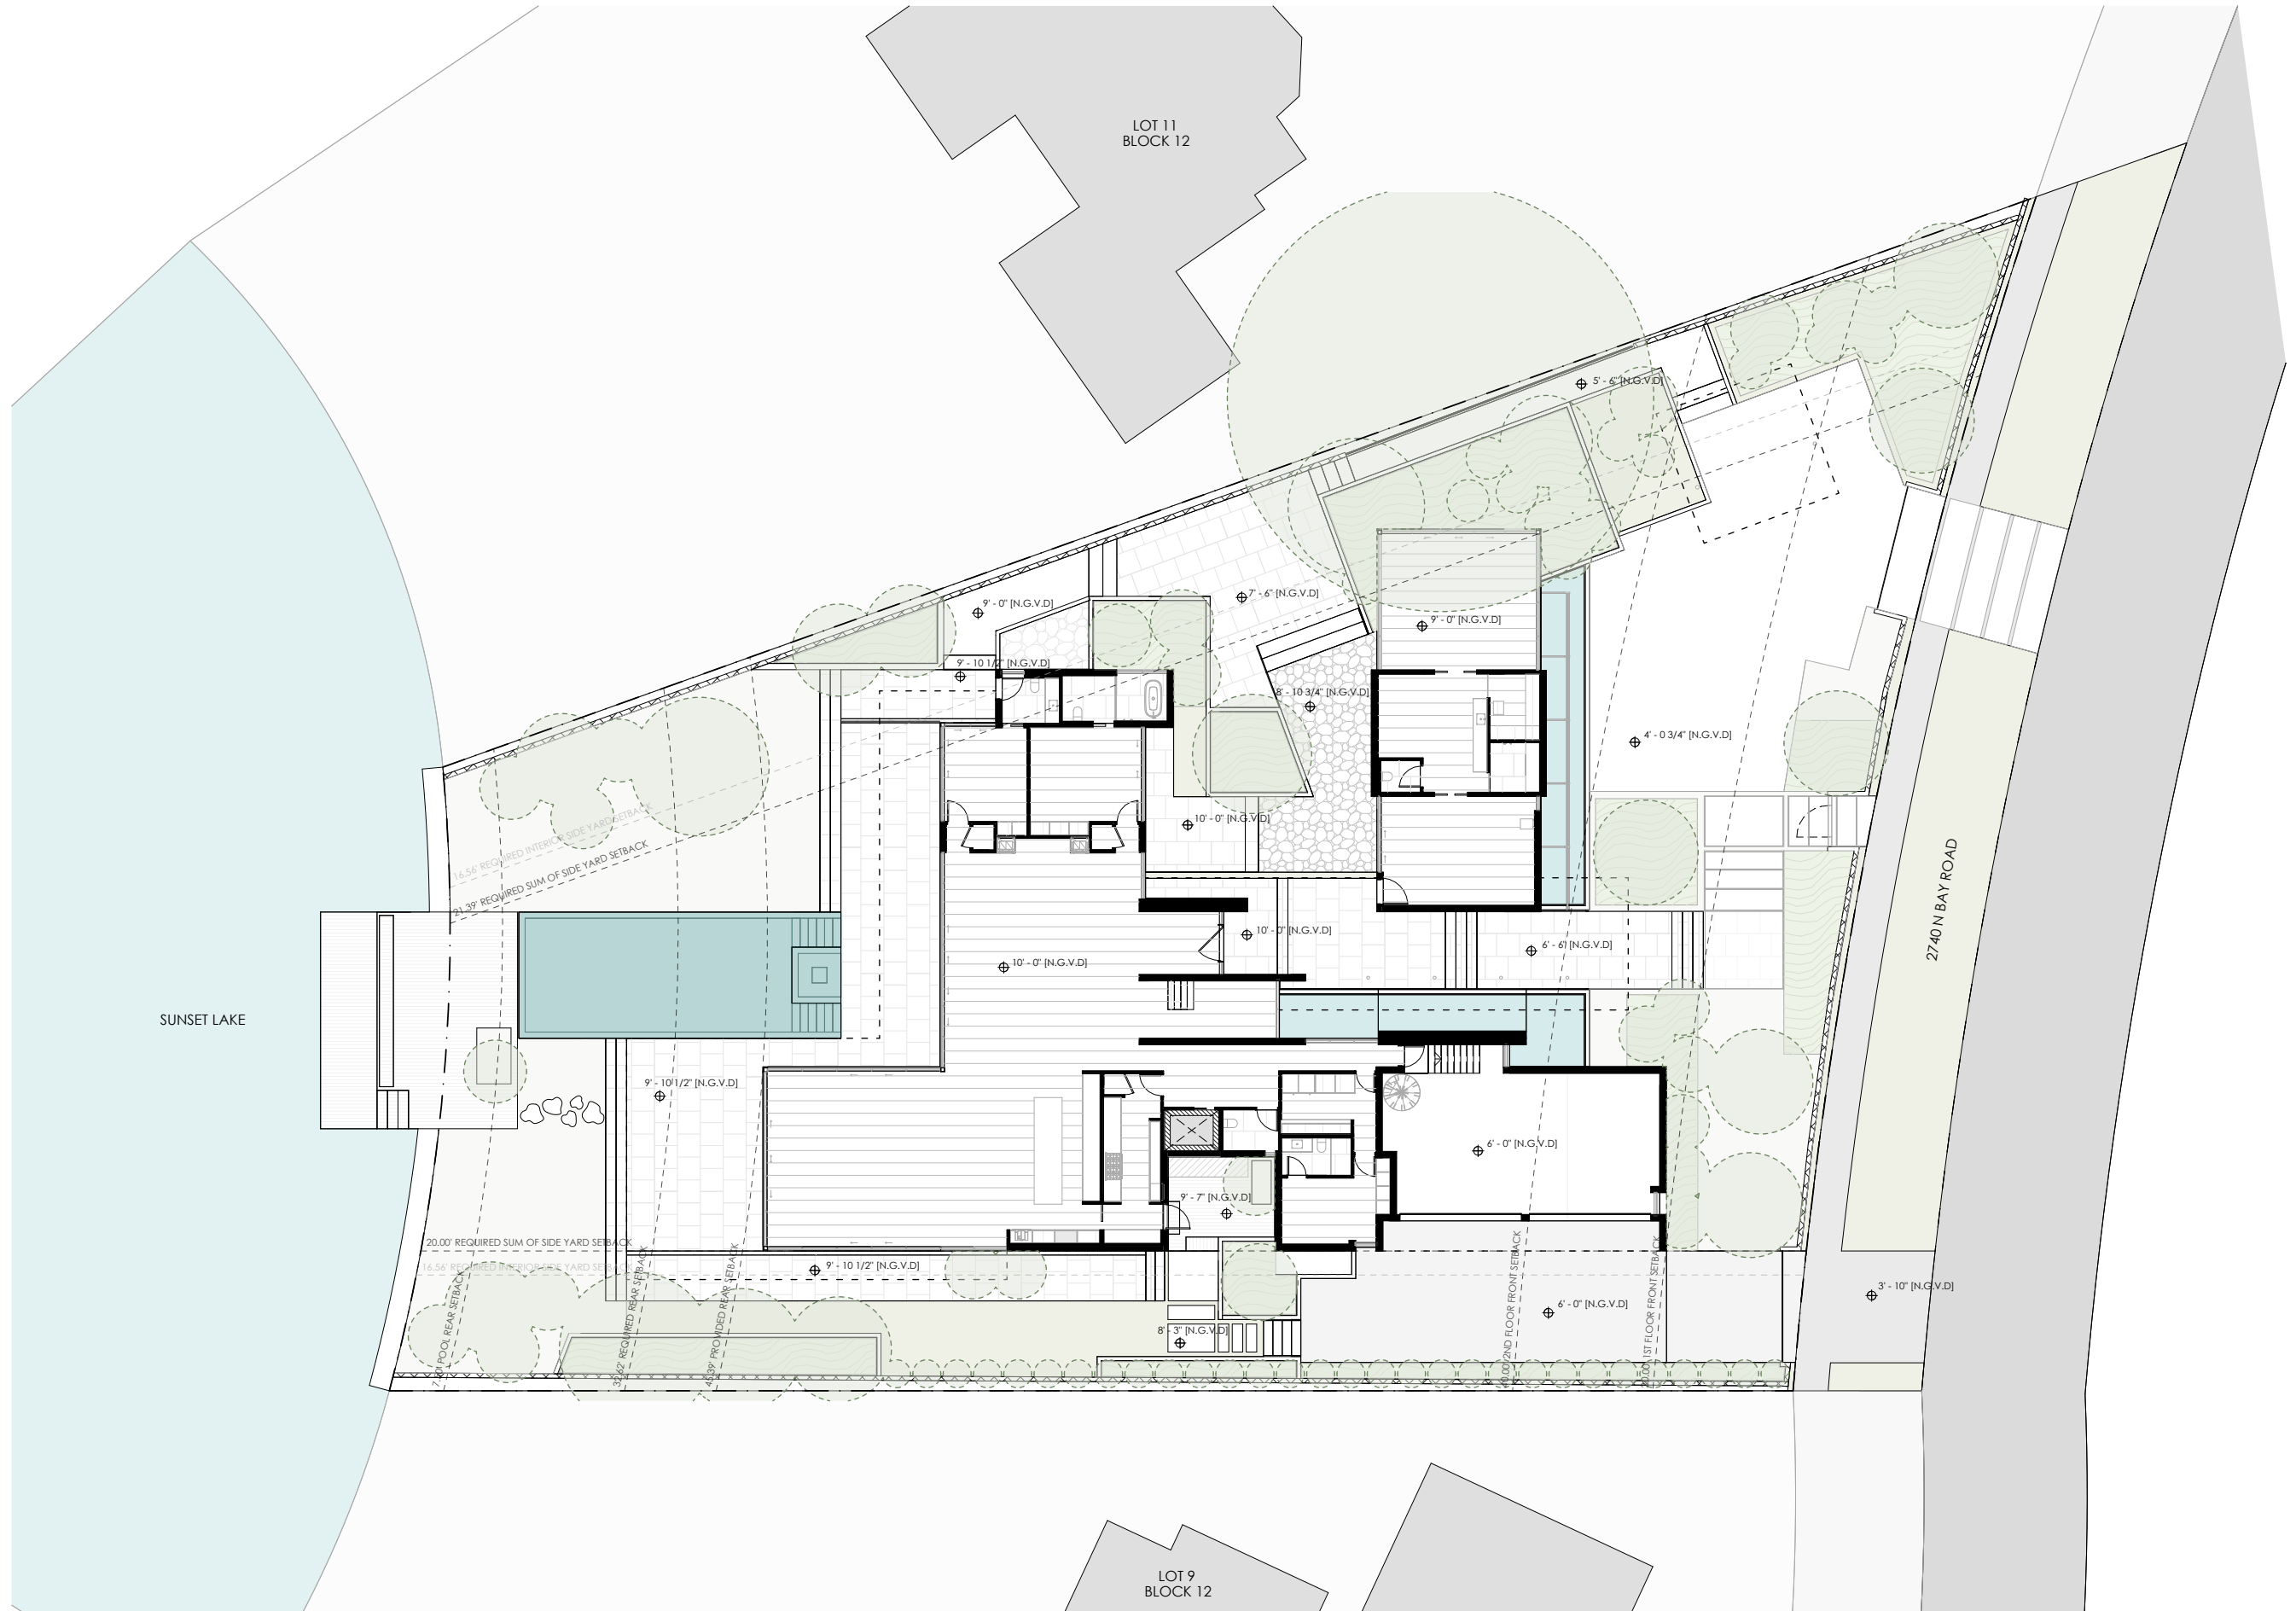 LOT 11
BLOCK 12
5' - 6" [N.G.V.D]
7' - 6" [N.G.V.D]
9' - 0" [N.G.V.D]
9' - 0" [N.G.V.D]
9' - 10 1/2" [N.G.V.D]
8' - 10 3/4" [N.G.V.D]
4' - 0 3/4" [N.G.V.D]
10' - 0" [N.G.V.D]
16.56' REQUIRED INTERIOR SIDE YARD SETBACK
21.39' REQUIRED SUM OF SIDE YARD SETBACK
2740 N BAY ROAD
10' - 0" [N.G.V.D]
6' - 6" [N.G.V.D]
10' - 0" [N.G.V.D]
SUNSET LAKE
9' - 10 1/2" [N.G.V.D]
6' - 0" [N.G.V.D]
9' - 7" [N.G.V.D]
20.00' REQUIRED SUM OF SIDE YARD SETBACK
16.56' REQUIRED INTERIOR SIDE YARD SETBACK
9' - 10 1/2" [N.G.V.D]
3' - 10" [N.G.V.D]
6' - 0" [N.G.V.D]
8' - 3" [N.G.V.D]
POOL REAR SETBACK
REQUIRED REAR SETBACK
45.39' PROVIDED REAR SETBACK
2ND FLOOR FRONT SETBACK
1ST FLOOR FRONT SETBACK
LOT 9
BLOCK 12